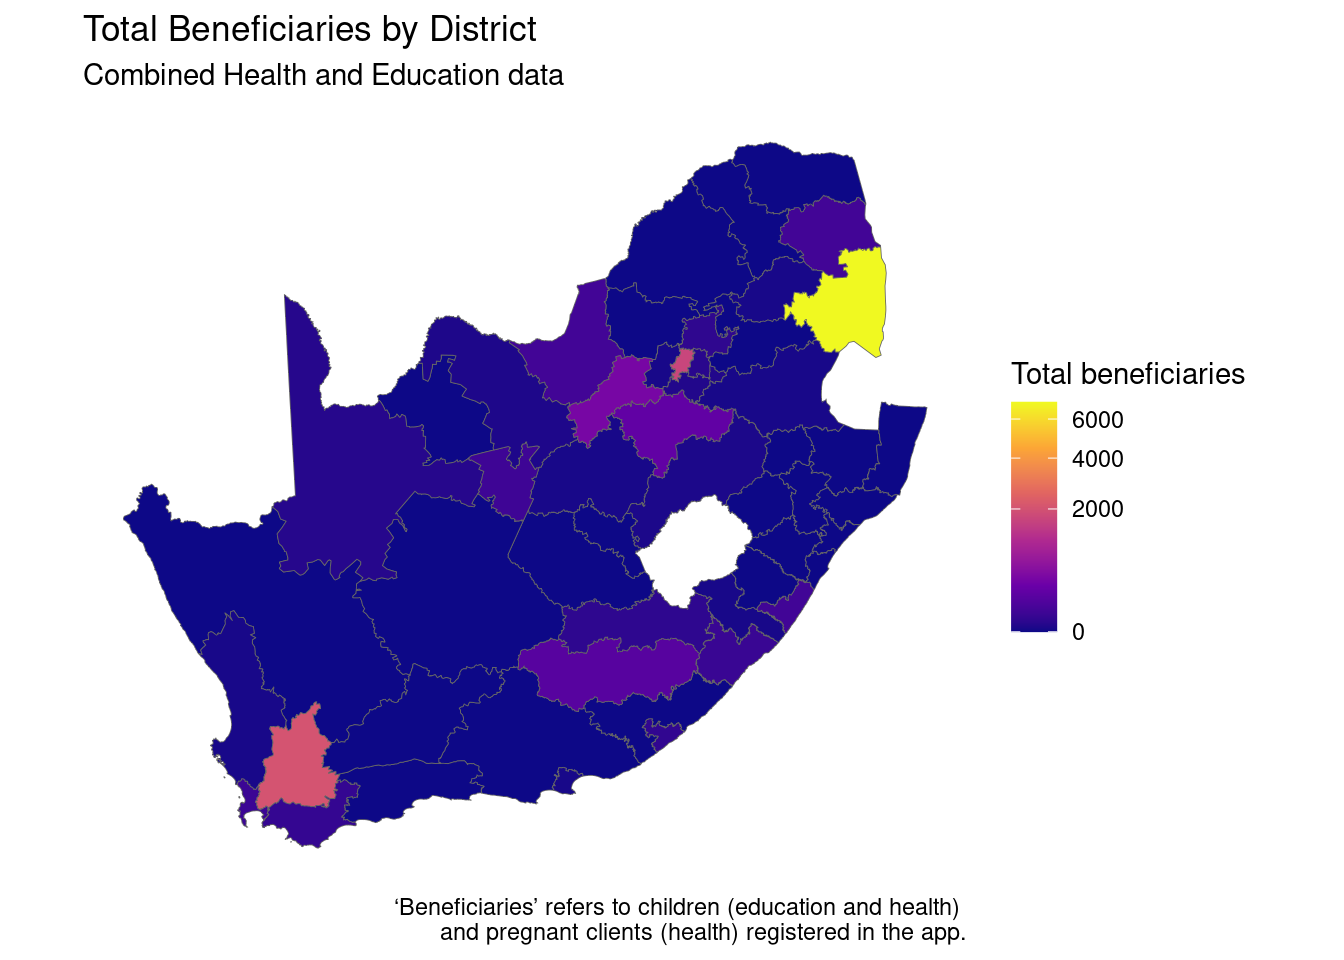 Total Beneficiaries by District
Combined Health and Education data
Total beneficiaries
6000
4000
2000
0
‘Beneficiaries’ refers to children (education and health)
and pregnant clients (health) registered in the app.